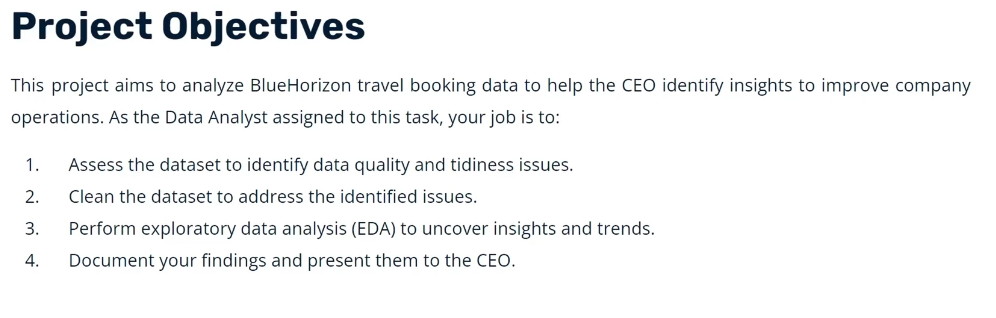 Project Objectives
This project aims to analyze BlueHorizon travel booking data to help the CEO identify insights to improve company
operations. As the Data Analyst assigned to this task, your job is to:
1. Assess the dataset to identify data quality and tidiness issues.
2. Clean the dataset to address the identified issues.
3. Perform exploratory data analysis (EDA) to uncover insights and trends.
4. Document your findings and present them to the CEO.